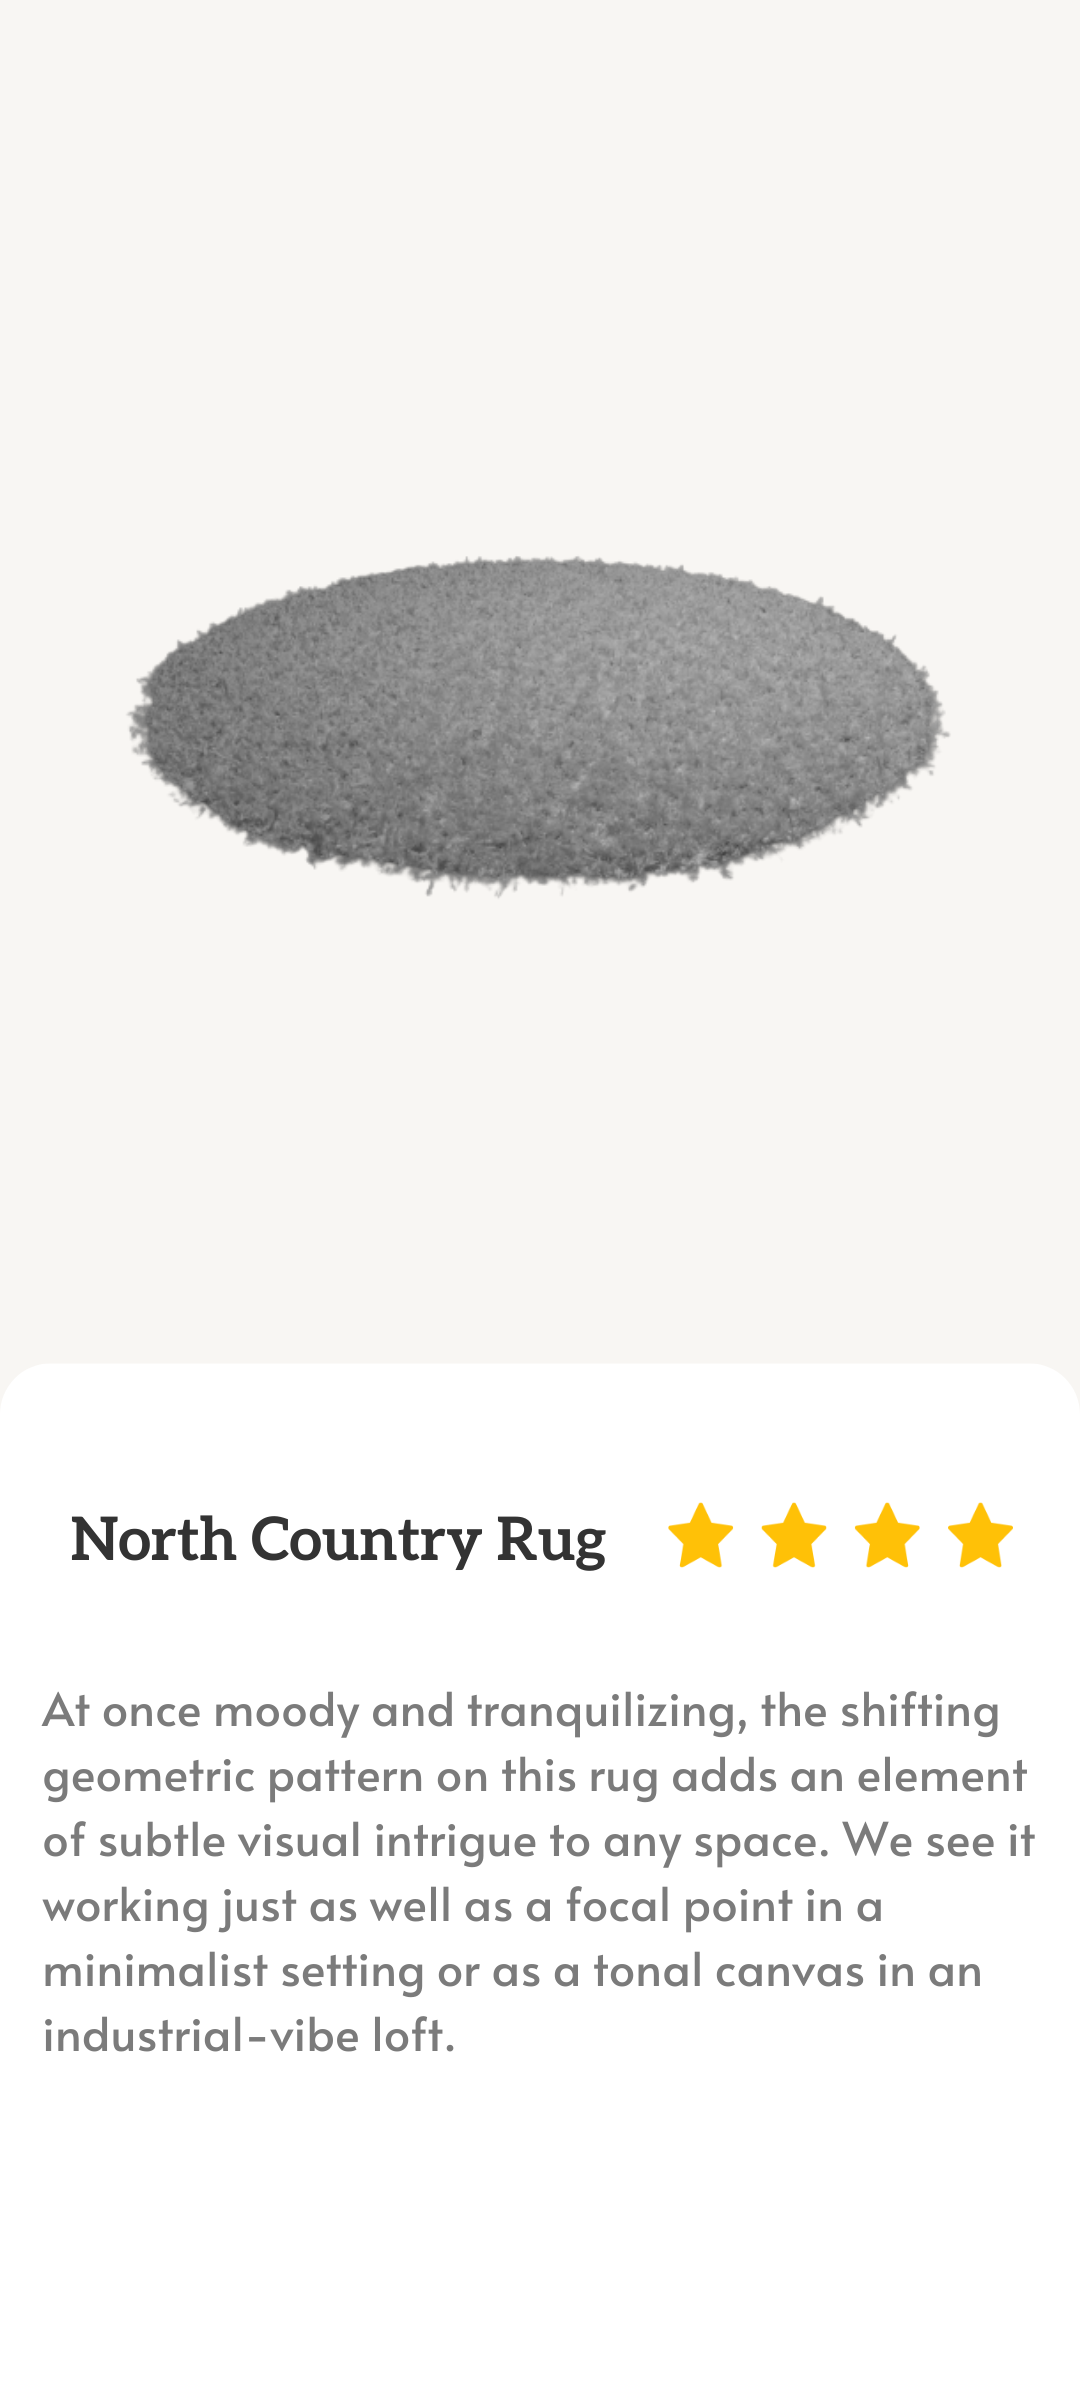 North Country Rug
At once moody and tranquilizing, the shifting
geometric pattern on this rug adds an element
of subtle visual intrigue to any space. We see it
working just as well as a focal point in a
minimalist setting or as a tonal canvas in an
industrial-vibe loft.